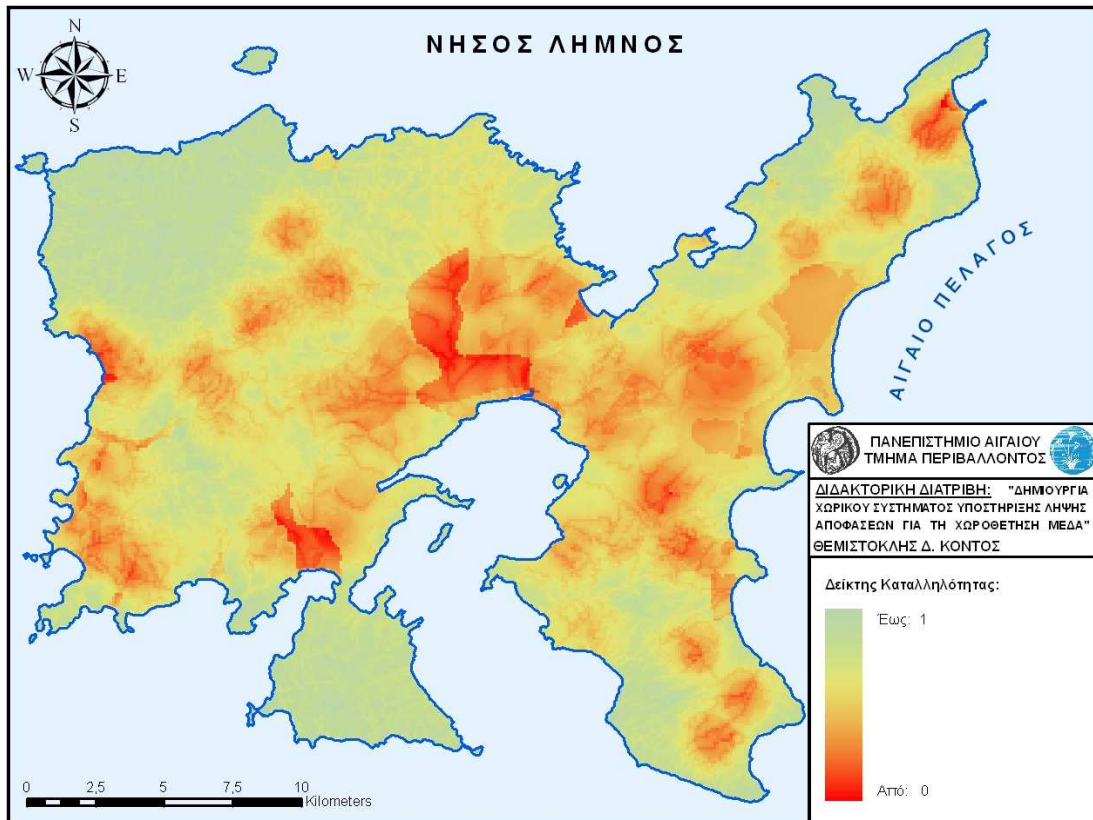 ΝΗΣΟΣ ΛΗΜΝΟΣ
N
W E
S
ΑΙΓΑΙΟ ΠΕΛΑΓΟΣ
ΠΑΝΕΠΙΣΤΗΜΙΟ ΑΙΓΑΙΟΥ
ΤΜΗΜΑ ΠΕΡΙΒΑΛΛΟΝΤΟΣ
ΔΙΔΑΚΤΟΡΙΚΗ ΔΙΑΤΡΙΒΗ: "ΔΗΜΙΟΥΡΓΙΑ
ΧΩΡΙΚΟΥ ΣΥΣΤΗΜΑΤΟΣ ΥΠΟΣΤΗΡΙΞΗΣ ΛΗΨΗΣ
ΑΠΟΦΑΣΕΩΝ ΓΙΑ ΤΗ ΧΩΡΟΘΕΤΗΣΗ ΜΕΔΑ"
ΘΕΜΙΣΤΟΚΛΗΣ Δ. ΚΟΝΤΟΣ
Δείκτης Καταλληλότητας:
Έως: 1
Από: 0
0 2,5 5 7,5 10
Kilometers